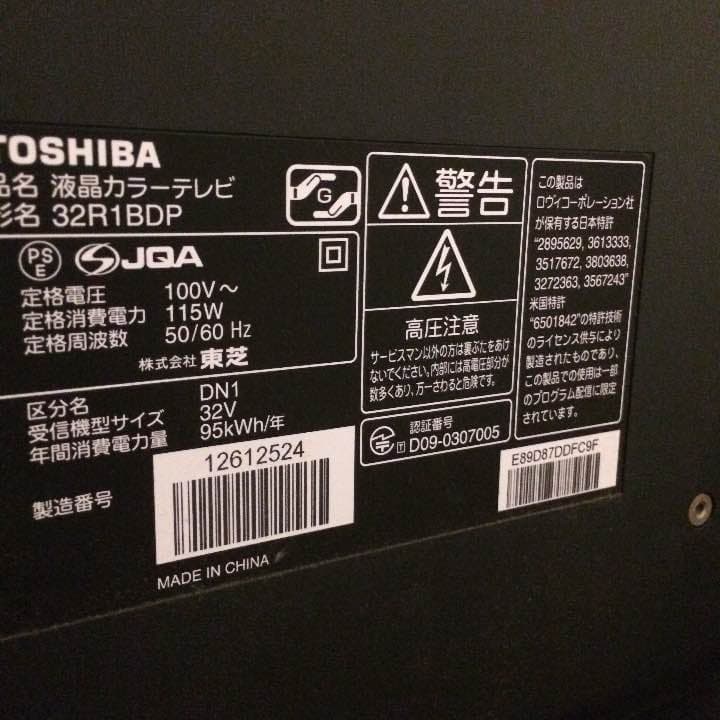 TOSHIBA
品名 液晶カラーテレビ
形名 32R1BDP
G
PS
E
JQA
定格電圧 100V～
定格消費電力 115W
定格周波数 50/60 Hz
株式会社 東芝
区分名 DN1
受信機型サイズ 32V
年間消費電力量 95kWh/年
製造番号
12612524
MADE IN CHINA
警告
高圧注意
サービスマン以外の方は裏ぶたをあけ
ないでください。内部には高電圧部分が
数多くあり、万一さわると危険です。
認証番号
T D09-0307005
この製品は
ロヴィコーポレーション社
が保有する日本特許
"2895629, 3613333,
3517672, 3803638,
3272363, 3567243"
米国特許
"6501842"の特許技術
のライセンス供与により
製造されたものであり、
この製品での使用は一部
のプログラム配信に限定
されています。
E89D87DDFC9F